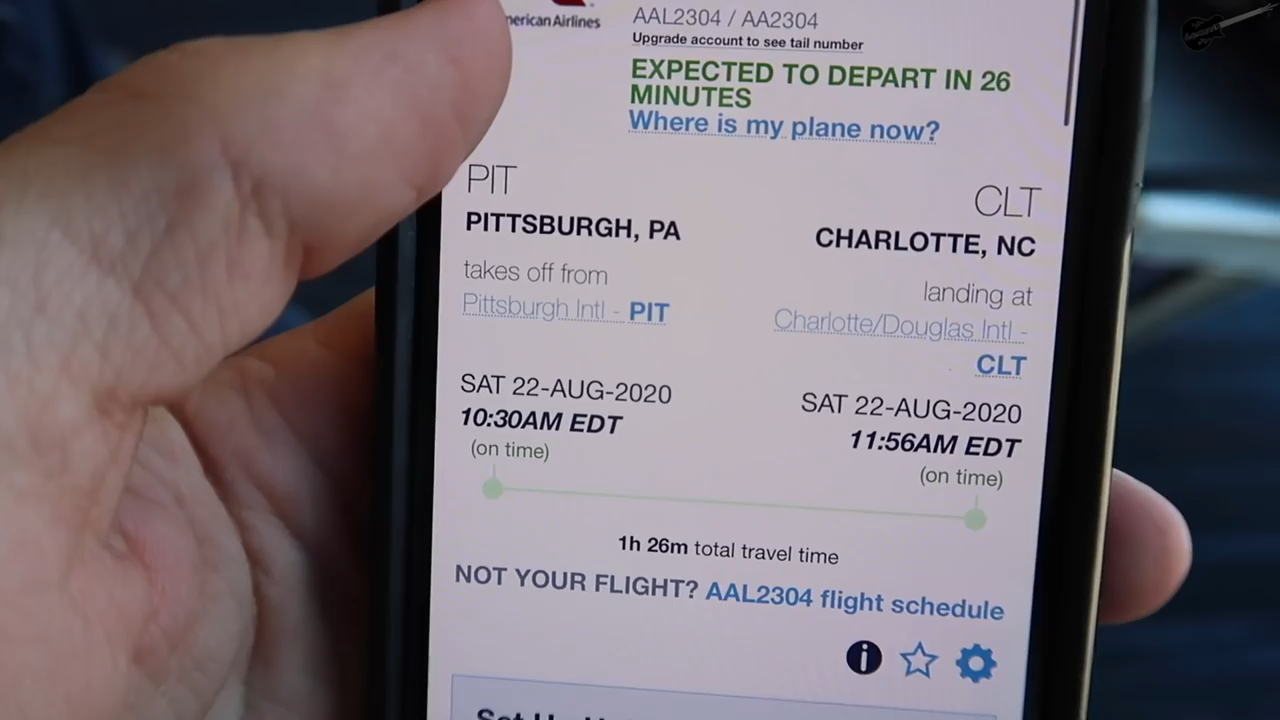 American Airlines
AAL2304 / AA2304
Upgrade account to see tail number
EXPECTED TO DEPART IN 26
MINUTES
Where is my plane now?
PIT
PITTSBURGH, PA
takes off from
Pittsburgh Intl - PIT
CLT
CHARLOTTE, NC
landing at
Charlotte/Douglas Intl -
CLT
SAT 22-AUG-2020
10:30AM EDT
(on time)
SAT 22-AUG-2020
11:56AM EDT
(on time)
1h 26m total travel time
NOT YOUR FLIGHT? AAL2304 flight schedule